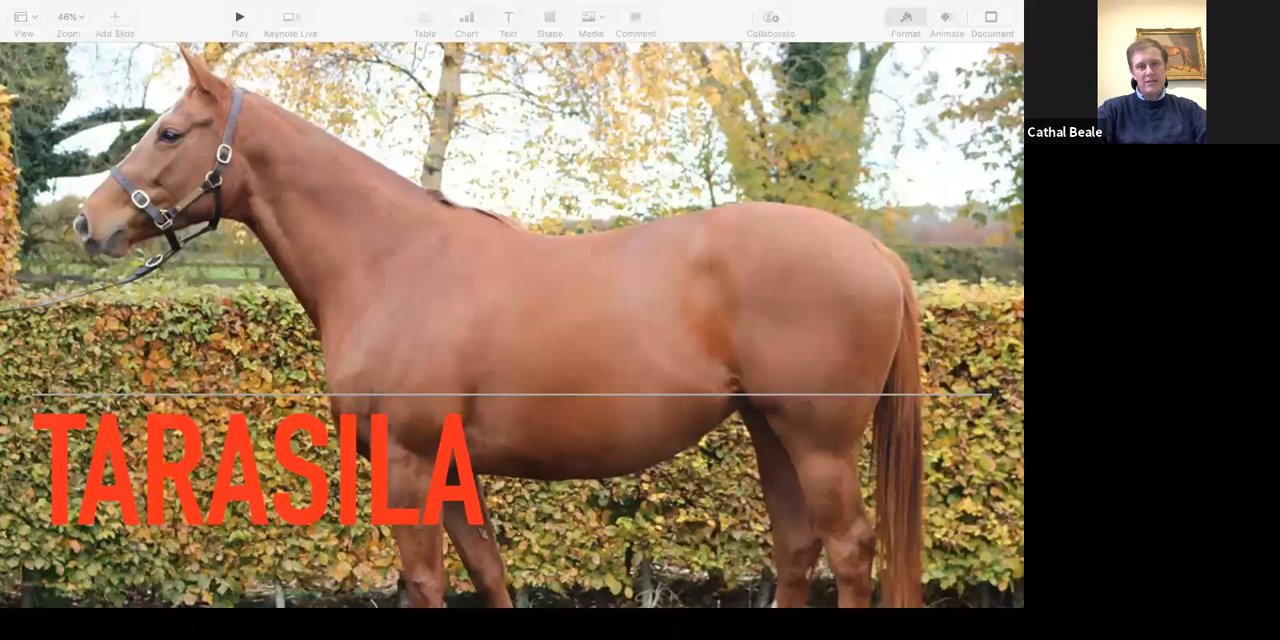 46%
View Zoom Add Slide Play Keynote Live Table Chart Text Shape Media Comment Collaborate Format Animate Document
Cathal Beale
TARASILA